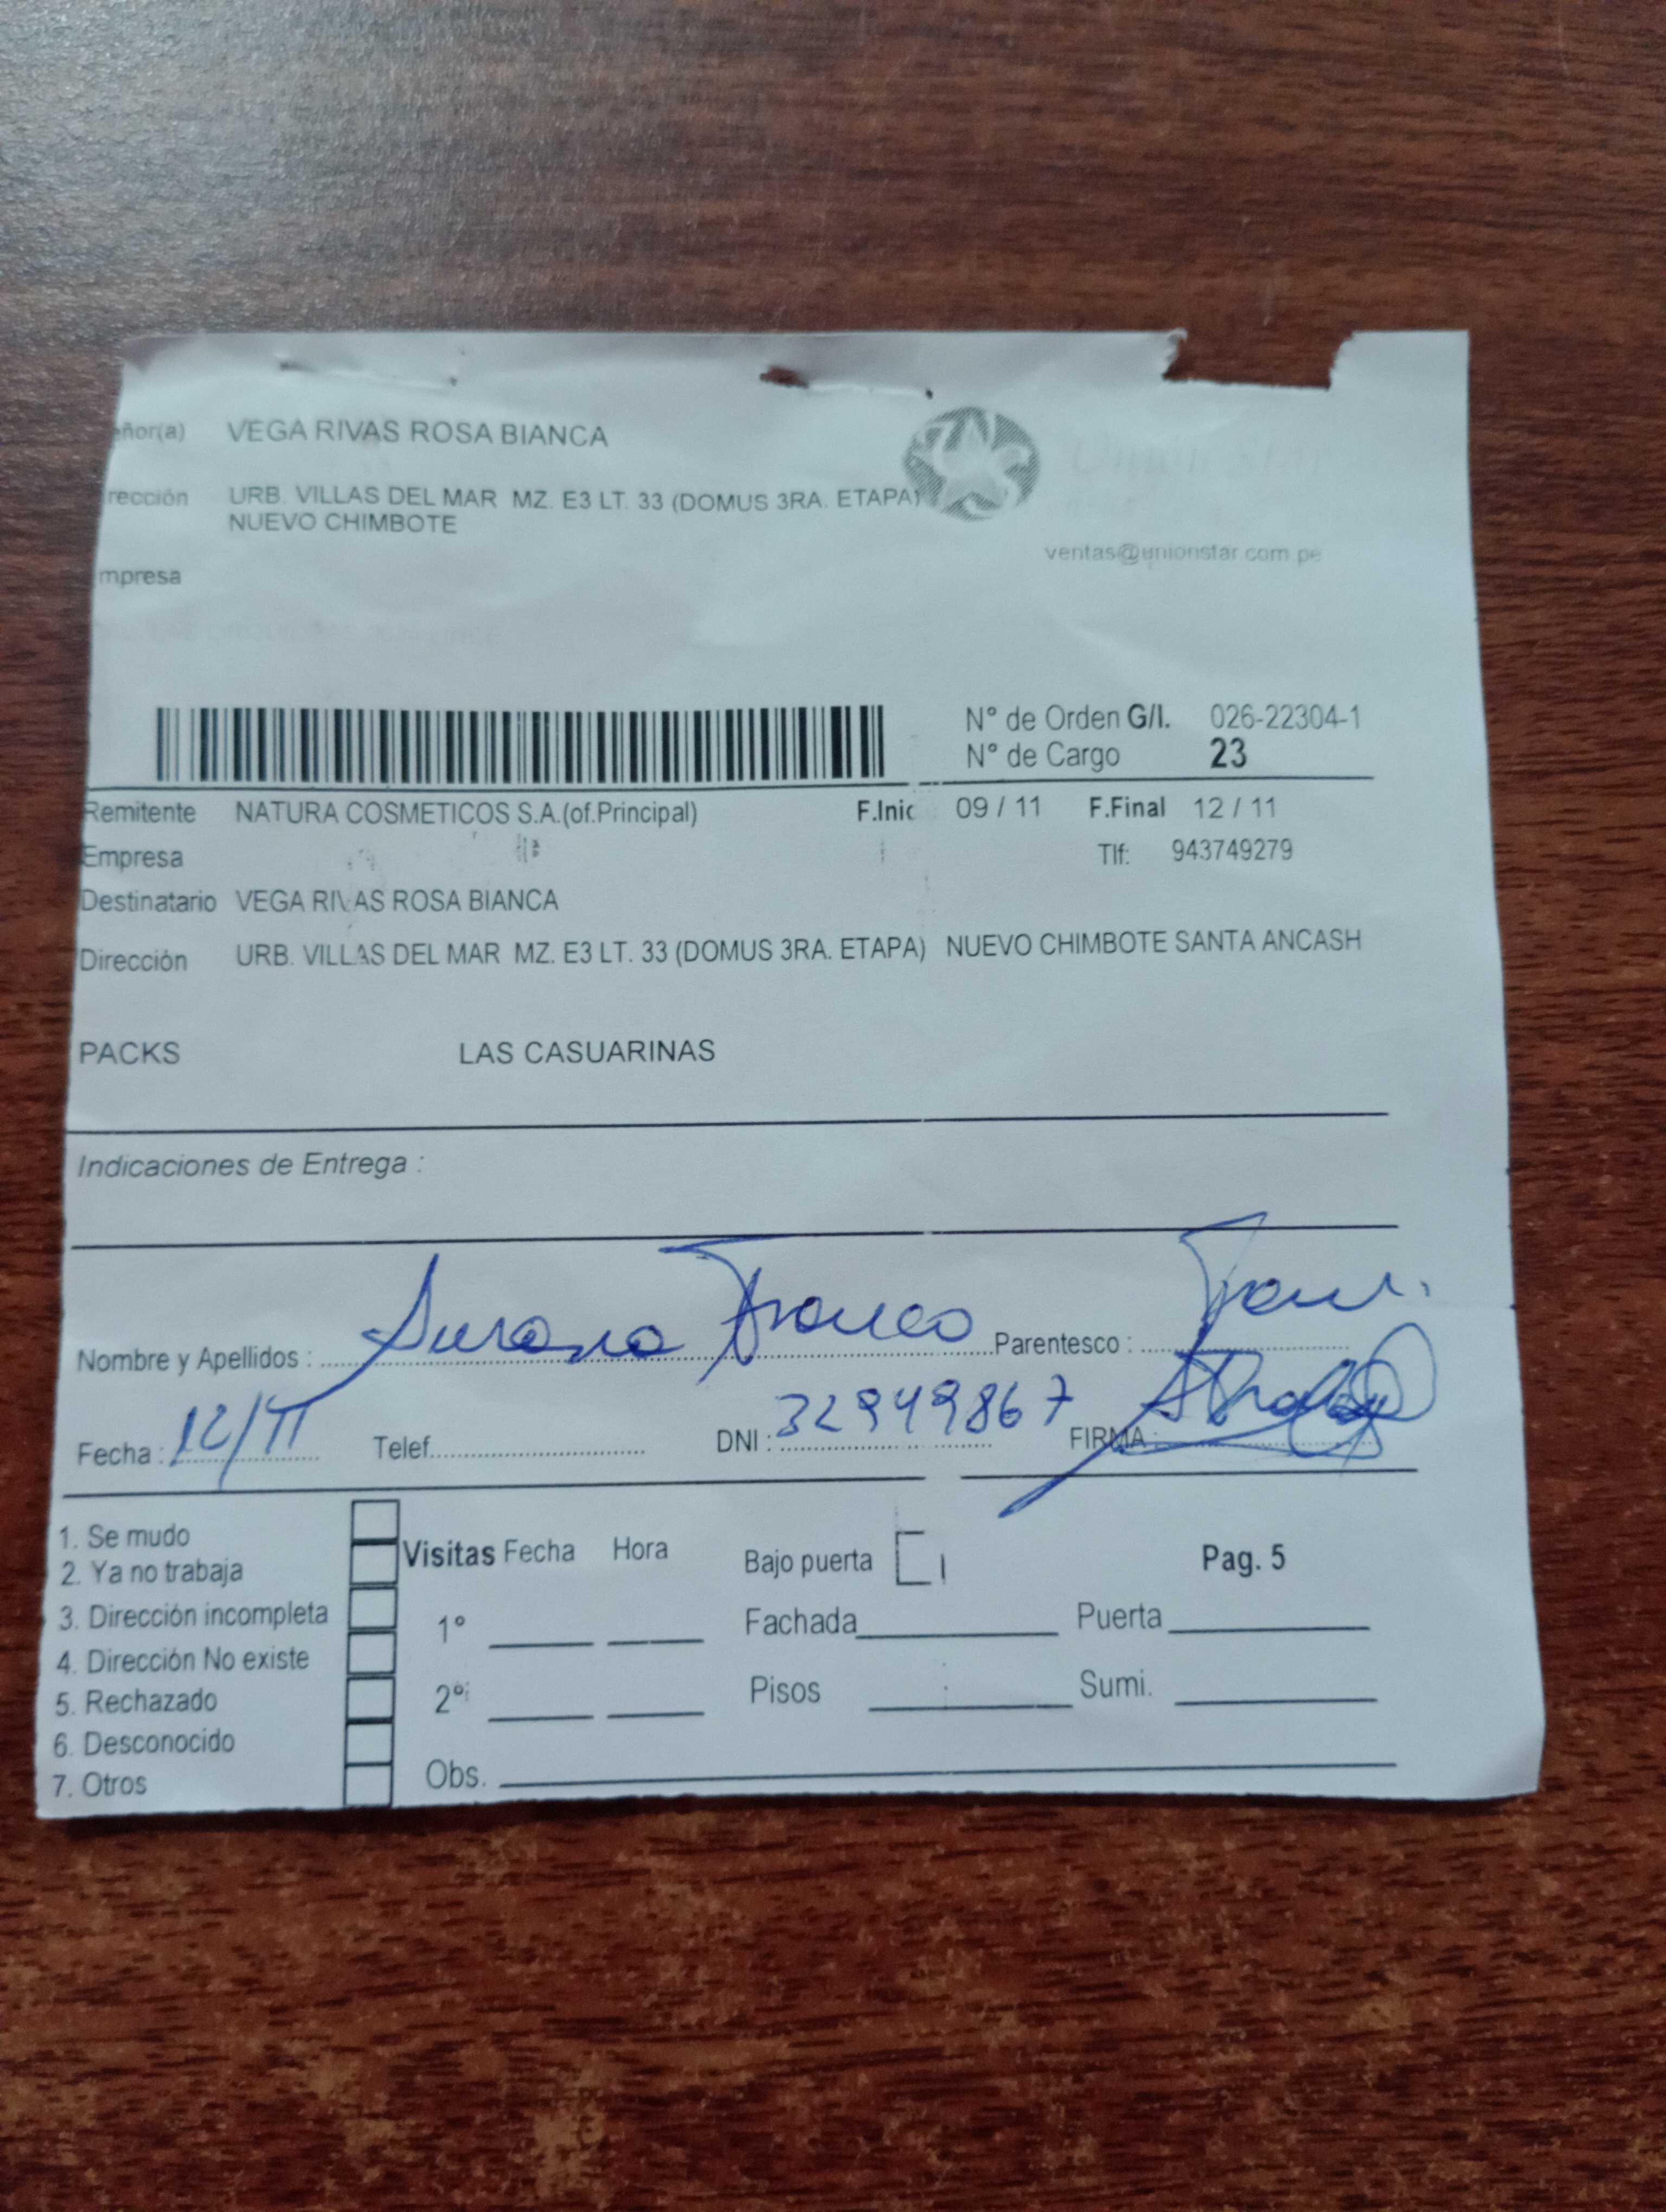 eñor(a) VEGA RIVAS ROSA BIANCA
rección URB. VILLAS DEL MAR MZ. E3 LT. 33 (DOMUS 3RA. ETAPA)
NUEVO CHIMBOTE
ventas@unionstar.com.pe
mpresa
N° de Orden G/I. 026-22304-1
N° de Cargo 23
Remitente NATURA COSMETICOS S.A.(of.Principal) F.Inic 09 / 11 F.Final 12 / 11
Empresa Tlf: 943749279
Destinatario VEGA RIVAS ROSA BIANCA
Dirección URB. VILLAS DEL MAR MZ. E3 LT. 33 (DOMUS 3RA. ETAPA) NUEVO CHIMBOTE SANTA ANCASH
PACKS LAS CASUARINAS
Indicaciones de Entrega :
Nombre y Apellidos : Susana Franco Parentesco :
Fecha : 12/11 Telef. DNI : 32949867 FIRMA :
1. Se mudo
2. Ya no trabaja
3. Dirección incompleta
4. Dirección No existe
5. Rechazado
6. Desconocido
7. Otros
Visitas Fecha Hora Bajo puerta Pag. 5
1° Fachada Puerta
2° Pisos Sumi.
Obs.